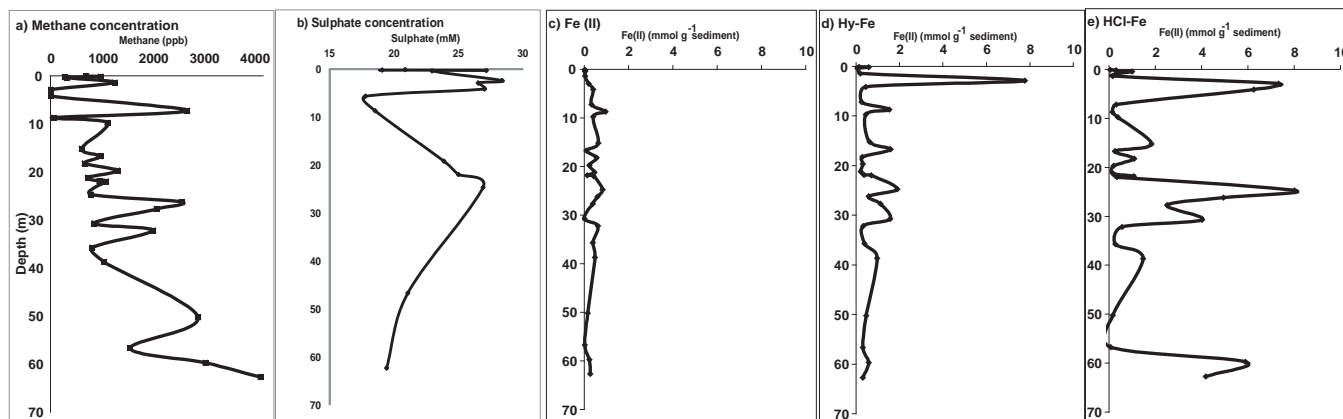 a) Methane concentration
Methane (ppb)
0 1000 2000 3000 4000
0
10
20
30
40
50
60
70
Depth (m)
b) Sulphate concentration
Sulphate (mM)
15 20 25 30
0
10
20
30
40
50
60
70
c) Fe (II)
Fe(II) (mmol g-1 sediment)
0 2 4 6 8 10
0
10
20
30
40
50
60
70
d) Hy-Fe
Fe(II) (mmol g-1 sediment)
0 2 4 6 8 10
0
10
20
30
40
50
60
70
e) HCl-Fe
Fe(II) (mmol g-1 sediment)
0 2 4 6 8 10
0
10
20
30
40
50
60
70